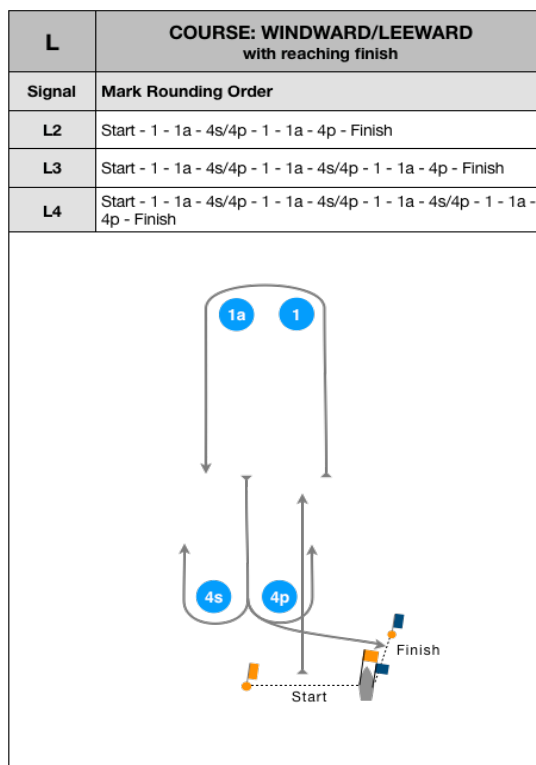 L
COURSE: WINDWARD/LEEWARD
with reaching finish
Signal
Mark Rounding Order
L2
Start - 1 - 1a - 4s/4p - 1 - 1a - 4p - Finish
L3
Start - 1 - 1a - 4s/4p - 1 - 1a - 4s/4p - 1 - 1a - 4p - Finish
L4
Start - 1 - 1a - 4s/4p - 1 - 1a - 4s/4p - 1 - 1a - 4s/4p - 1 - 1a -
4p - Finish
1a
1
4s
4p
Finish
Start